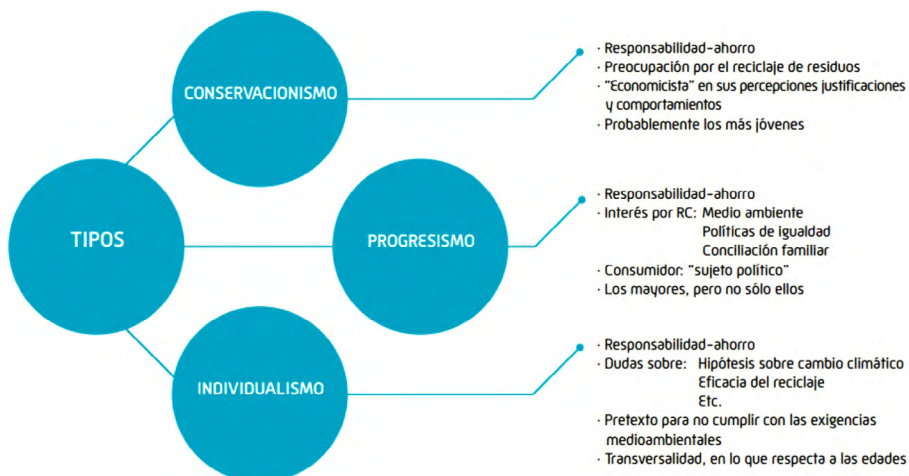 TIPOS
CONSERVACIONISMO
· Responsabilidad-ahorro
· Preocupación por el reciclaje de residuos
· "Economicista" en sus percepciones justificaciones
y comportamientos
· Probablemente los más jóvenes
PROGRESISMO
· Responsabilidad-ahorro
· Interés por RC: Medio ambiente
Políticas de igualdad
Conciliación familiar
· Consumidor: "sujeto político"
· Los mayores, pero no sólo ellos
INDIVIDUALISMO
· Responsabilidad-ahorro
· Dudas sobre: Hipótesis sobre cambio climático
Eficacia del reciclaje
Etc.
· Pretexto para no cumplir con las exigencias
medioambientales
· Transversalidad, en lo que respecta a las edades